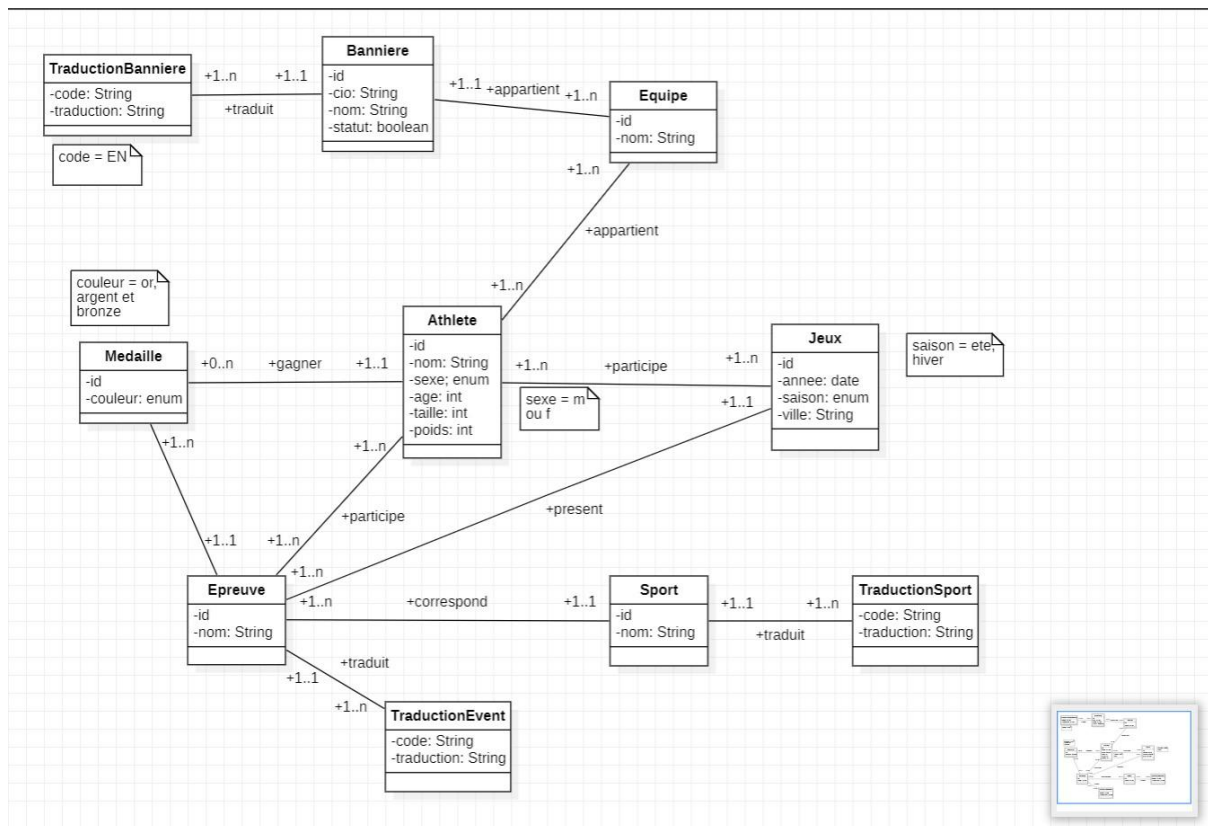 Banniere
-id
-cio: String
-nom: String
-statut: boolean
TraductionBanniere
-code: String
-traduction: String
+1..n
+1..1
+traduit
code = EN
+1..1
+appartient
+1..n
Equipe
-id
-nom: String
+1..n
+appartient
+1..n
couleur = or,
argent et
bronze
Medaille
-id
-couleur: enum
+0..n
+gagner
+1..1
Athlete
-id
-nom: String
-sexe; enum
-age: int
-taille: int
-poids: int
+1..n
+participe
+1..n
sexe = m
ou f
Jeux
-id
-annee: date
-saison: enum
-ville: String
saison = ete,
hiver
+1..1
+1..n
+1..n
+participe
+present
+1..1
+1..n
+1..n
Epreuve
-id
-nom: String
+1..n
+correspond
+1..1
Sport
-id
-nom: String
+1..1
+1..n
+traduit
TraductionSport
-code: String
-traduction: String
+traduit
+1..1
+1..n
TraductionEvent
-code: String
-traduction: String